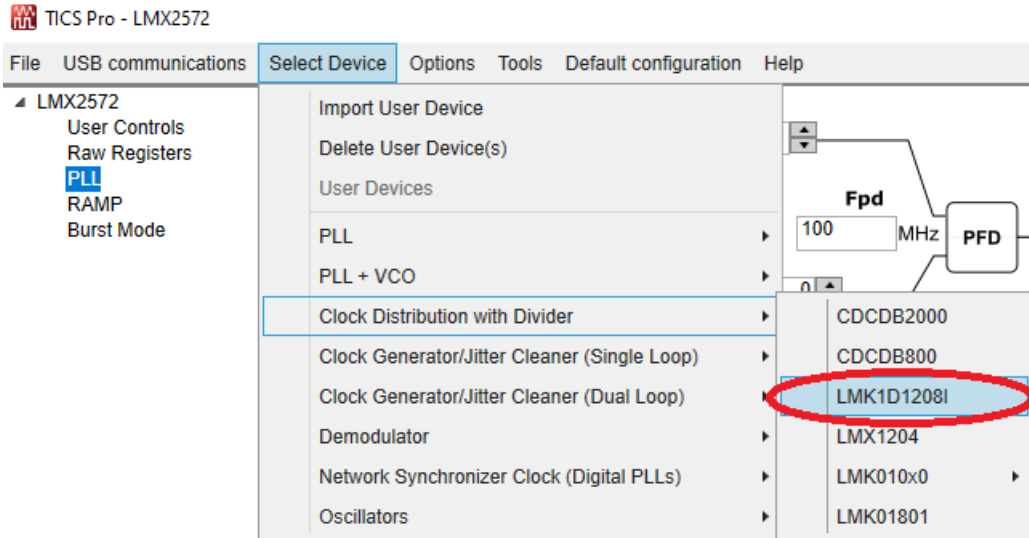 TICS Pro - LMX2572
File USB communications Select Device Options Tools Default configuration Help
LMX2572
User Controls
Raw Registers
PLL
RAMP
Burst Mode
Import User Device
Delete User Device(s)
User Devices
PLL
PLL + VCO
Clock Distribution with Divider
Clock Generator/Jitter Cleaner (Single Loop)
Clock Generator/Jitter Cleaner (Dual Loop)
Demodulator
Network Synchronizer Clock (Digital PLLs)
Oscillators
CDCDB2000
CDCDB800
LMK1D1208I
LMX1204
LMK010x0
LMK01801
Fpd
100 MHz PFD
0